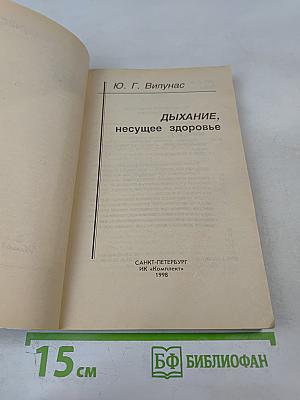 Ю. Г. Вилунас
ДЫХАНИЕ,
несущее здоровье
САНКТ-ПЕТЕРБУРГ
ИК «Комплект»
1998
15 см
БФ БИБЛИОФАН